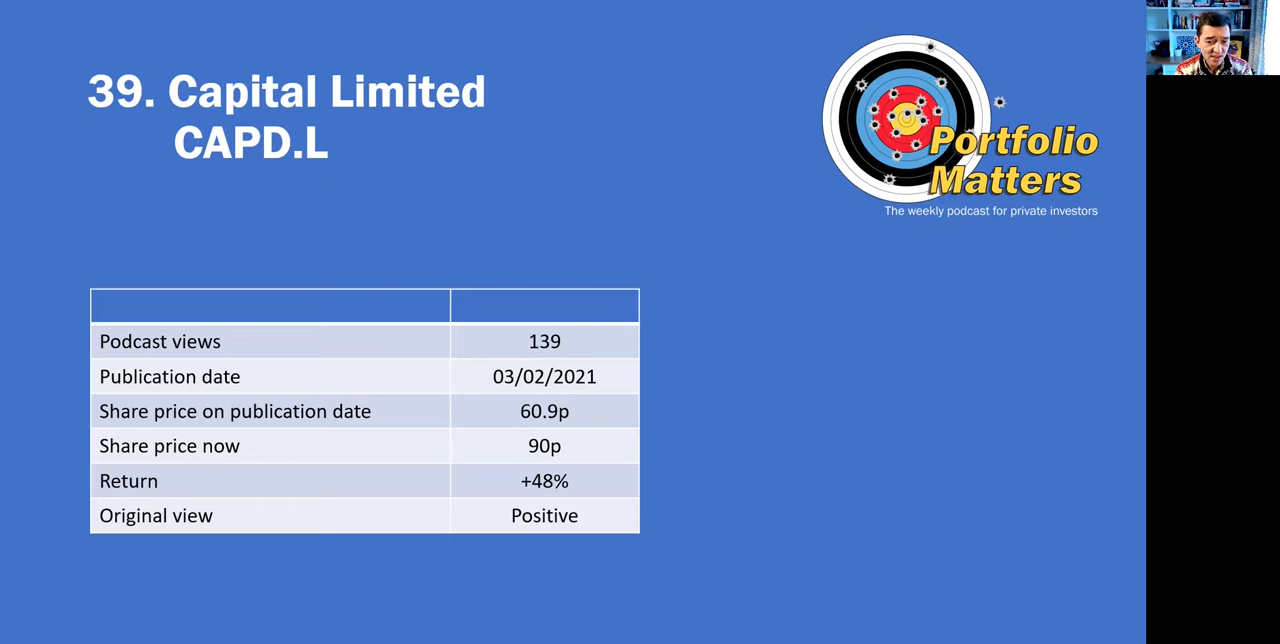 39. Capital Limited
CAPD.L
Portfolio
Matters
The weekly podcast for private investors
Podcast views 139
Publication date 03/02/2021
Share price on publication date 60.9p
Share price now 90p
Return +48%
Original view Positive